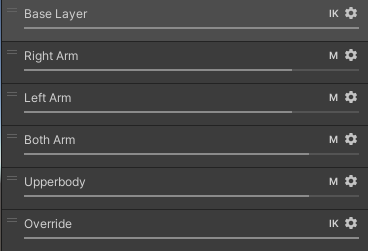 Base Layer IK
Right Arm M
Left Arm M
Both Arm M
Upperbody M
Override IK